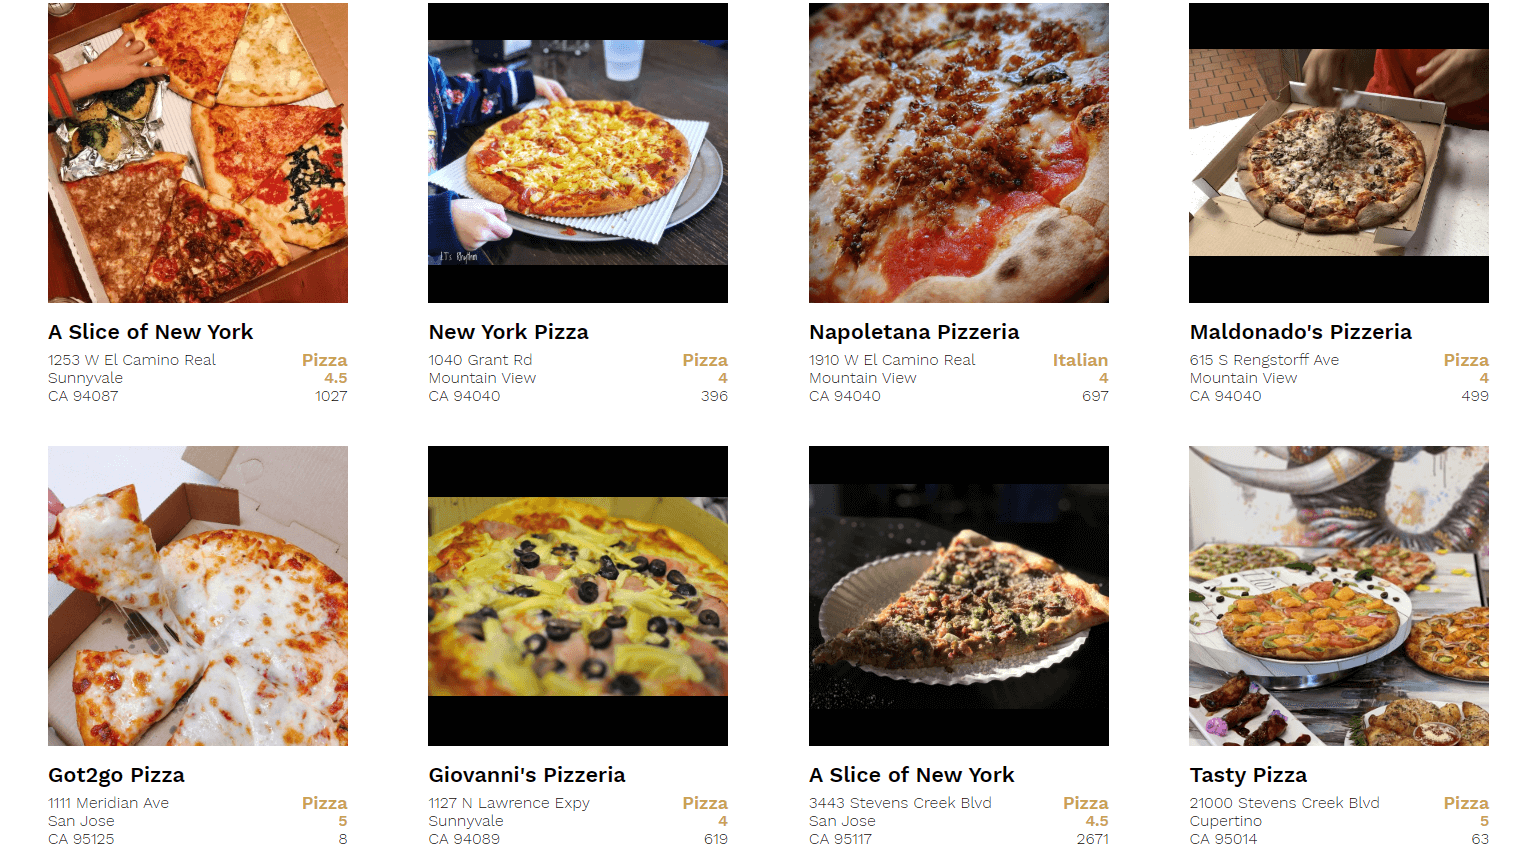 J.T's Rhythm
A Slice of New York
1253 W El Camino Real
Pizza
Sunnyvale
4.5
CA 94087
1027
New York Pizza
1040 Grant Rd
Pizza
Mountain View
4
CA 94040
396
Napoletana Pizzeria
1910 W El Camino Real
Italian
Mountain View
4
CA 94040
697
Maldonado's Pizzeria
615 S Rengstorff Ave
Pizza
Mountain View
4
CA 94040
499
Got2go Pizza
1111 Meridian Ave
Pizza
San Jose
5
CA 95125
8
Giovanni's Pizzeria
1127 N Lawrence Expy
Pizza
Sunnyvale
4
CA 94089
619
A Slice of New York
3443 Stevens Creek Blvd
Pizza
San Jose
4.5
CA 95117
2671
Tasty Pizza
21000 Stevens Creek Blvd
Pizza
Cupertino
5
CA 95014
63